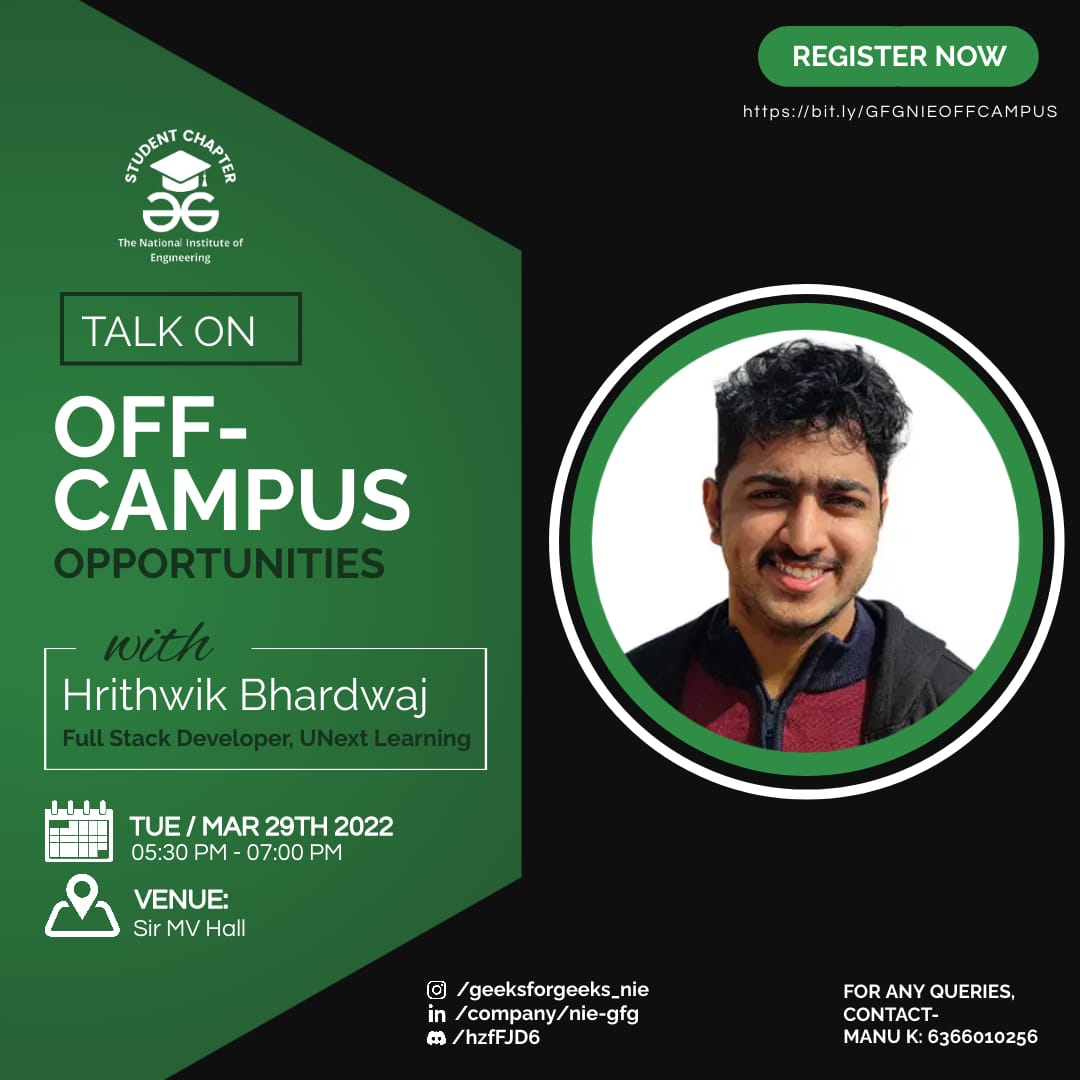 REGISTER NOW
https://bit.ly/GFGNIEOFFCAMPUS
STUDENT CHAPTER
The National Institute of
Engineering
TALK ON
OFF-
CAMPUS
OPPORTUNITIES
with
Hrithwik Bhardwaj
Full Stack Developer, UNext Learning
TUE / MAR 29TH 2022
05:30 PM - 07:00 PM
VENUE:
Sir MV Hall
/geeksforgeeks_nie
in /company/nie-gfg
/hzfFJD6
FOR ANY QUERIES,
CONTACT-
MANU K: 6366010256